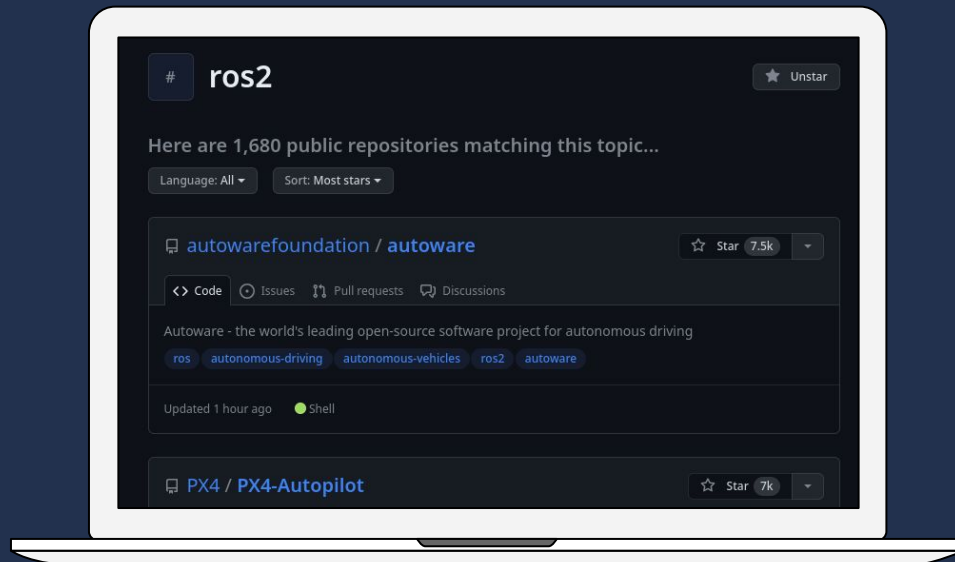 # ros2 Unstar
Here are 1,680 public repositories matching this topic...
Language: All Sort: Most stars
autowarefoundation / autoware Star 7.5k
Code Issues Pull requests Discussions
Autoware - the world's leading open-source software project for autonomous driving
ros autonomous-driving autonomous-vehicles ros2 autoware
Updated 1 hour ago Shell
PX4 / PX4-Autopilot Star 7k